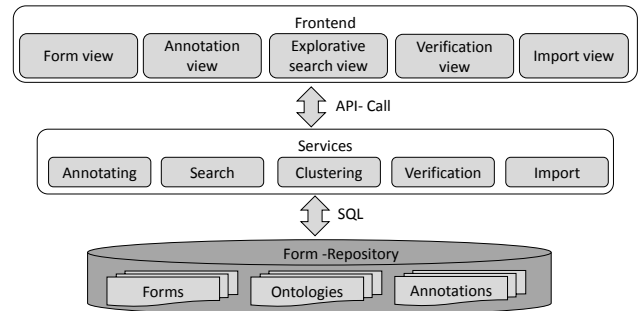 Frontend
Form view
Annotation
view
Explorative
search view
Verification
view
Import view
API- Call
Services
Annotating
Search
Clustering
Verification
Import
SQL
Form -Repository
Forms
Ontologies
Annotations